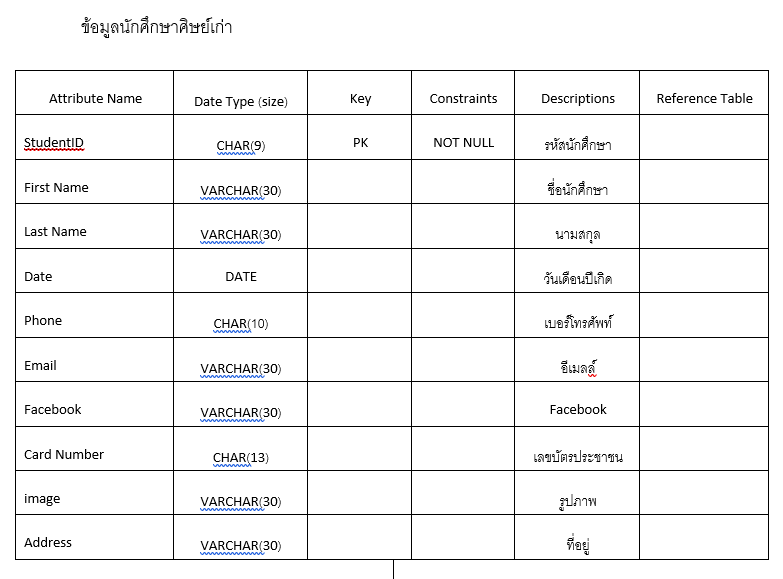 ข้อมูลนักศึกษาศิษย์เก่า
Attribute Name Date Type (size) Key Constraints Descriptions Reference Table
StudentID CHAR(9) PK NOT NULL รหัสนักศึกษา
First Name VARCHAR(30) ชื่อนักศึกษา
Last Name VARCHAR(30) นามสกุล
Date DATE วันเดือนปีเกิด
Phone CHAR(10) เบอร์โทรศัพท์
Email VARCHAR(30) อีเมลล์
Facebook VARCHAR(30) Facebook
Card Number CHAR(13) เลขบัตรประชาชน
image VARCHAR(30) รูปภาพ
Address VARCHAR(30) ที่อยู่